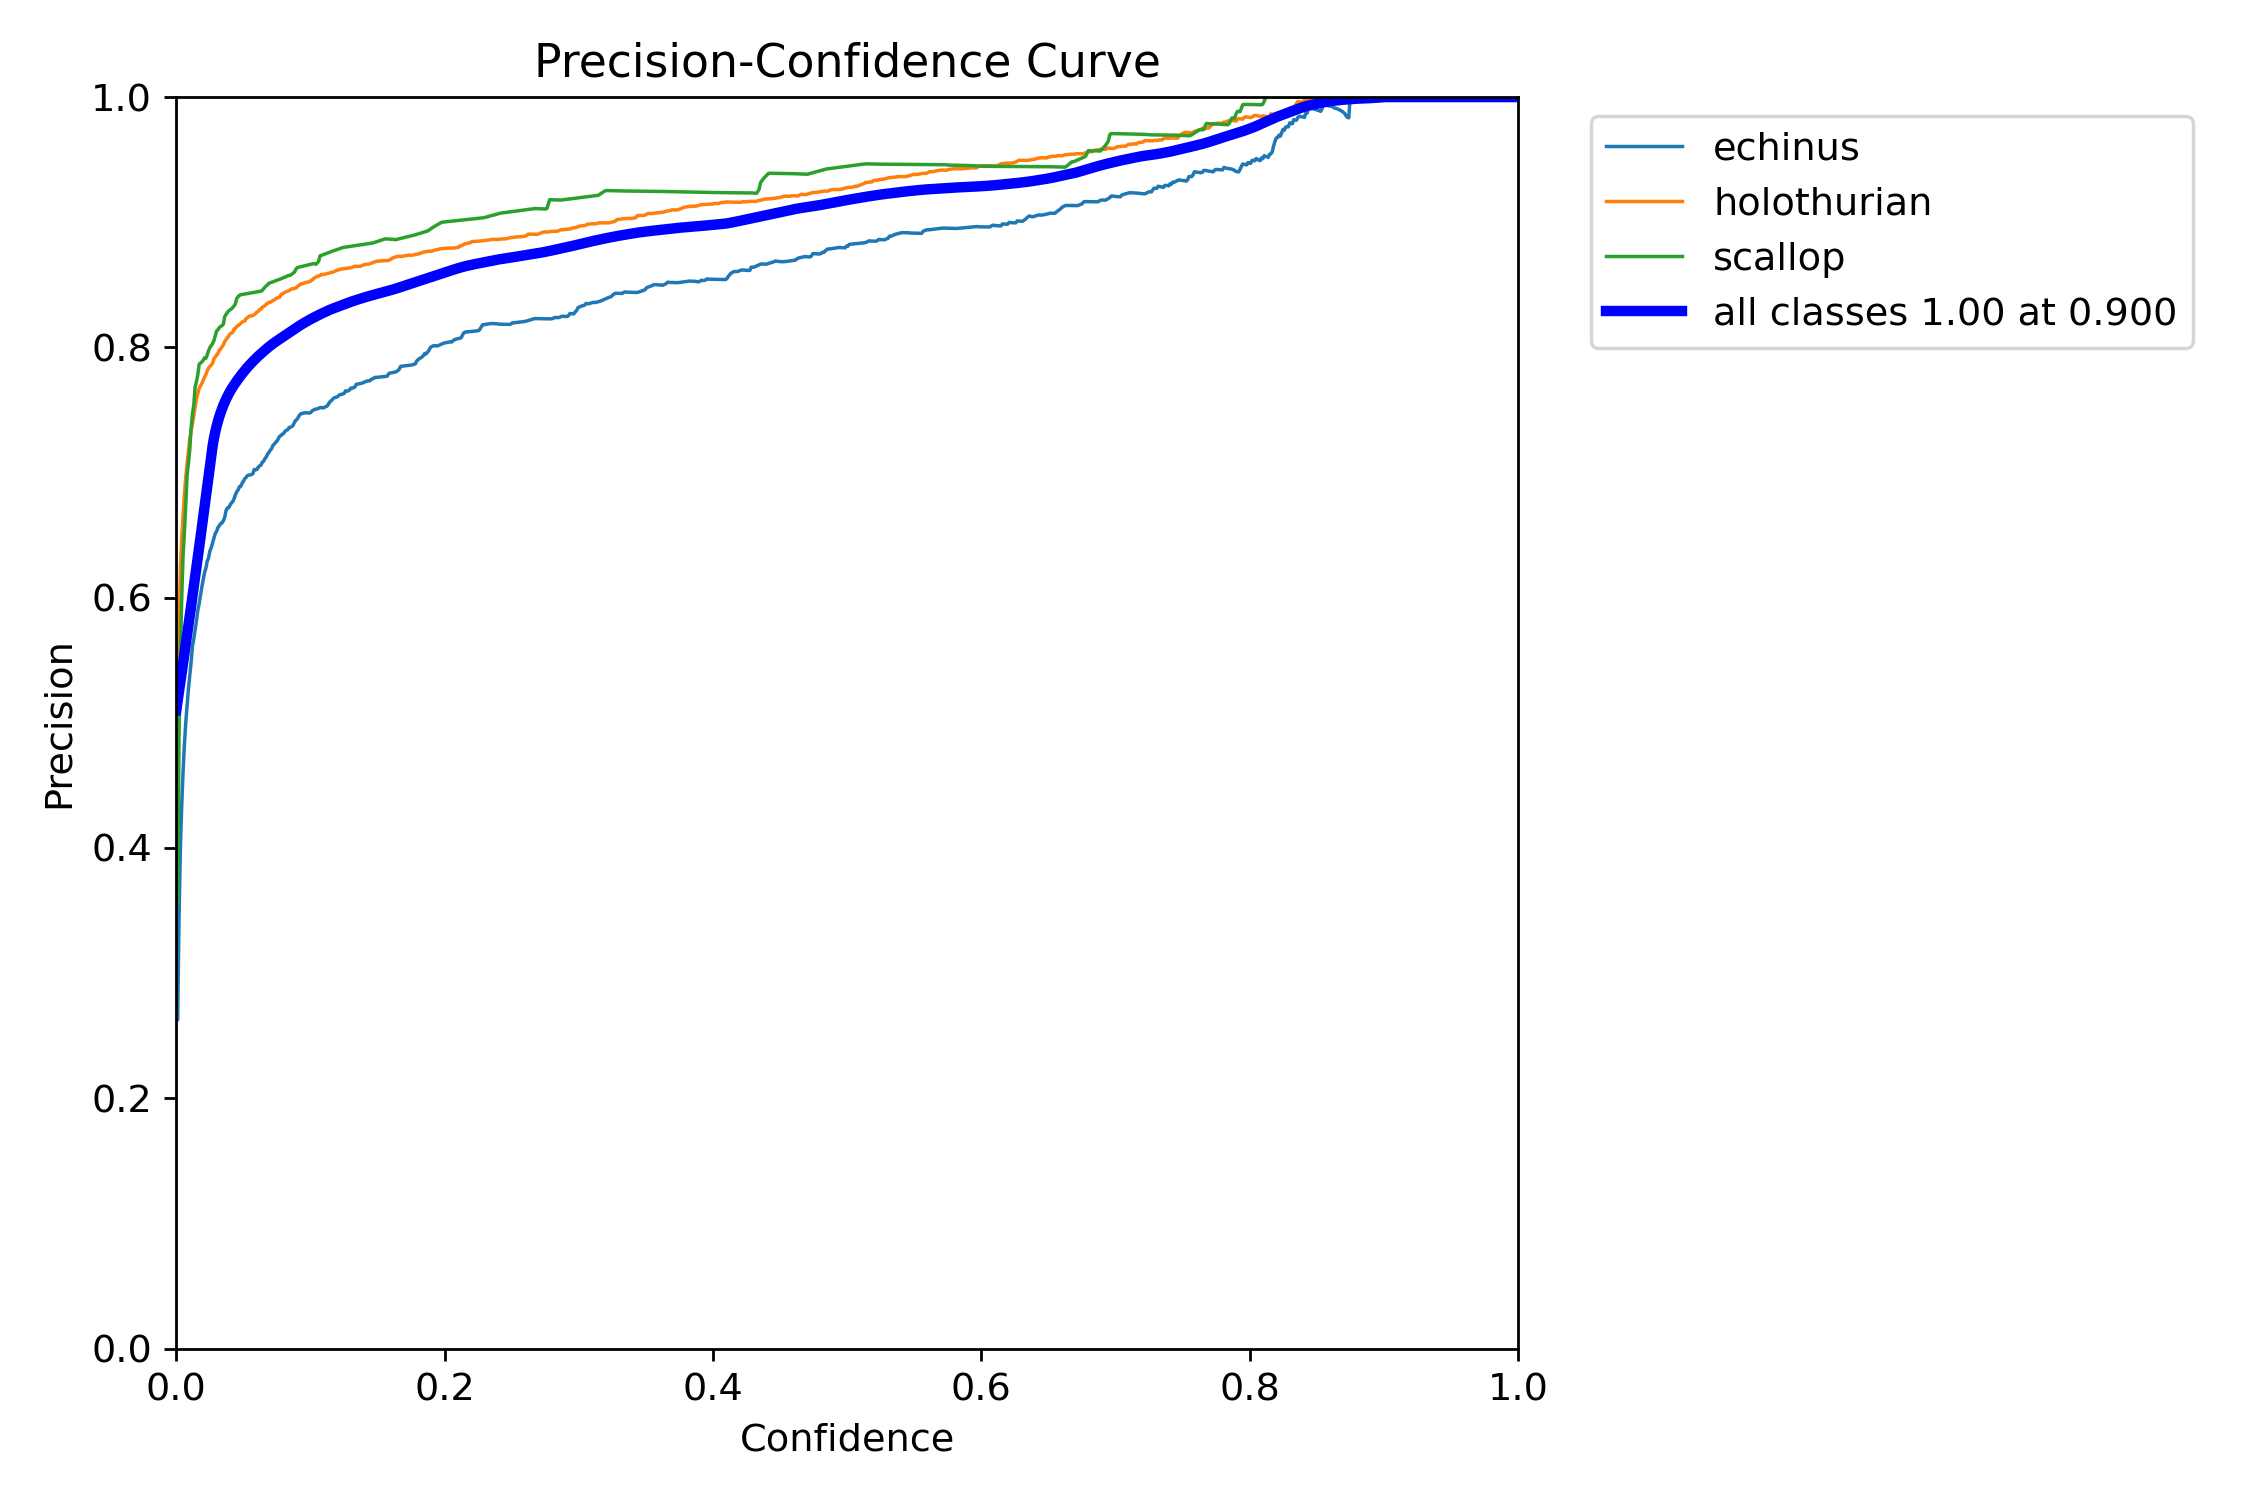 Precision-Confidence Curve
1.0
0.8
0.6
0.4
0.2
0.0
Precision
0.0 0.2 0.4 0.6 0.8 1.0
Confidence
echinus
holothurian
scallop
all classes 1.00 at 0.900